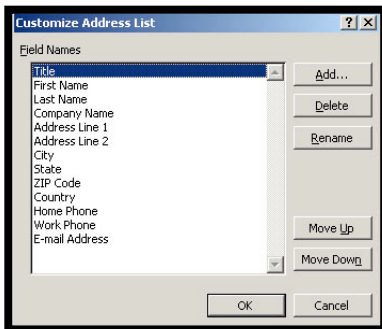 Customize Address List
Field Names
Title
First Name
Last Name
Company Name
Address Line 1
Address Line 2
City
State
ZIP Code
Country
Home Phone
Work Phone
E-mail Address
Add...
Delete
Rename
Move Up
Move Down
OK
Cancel